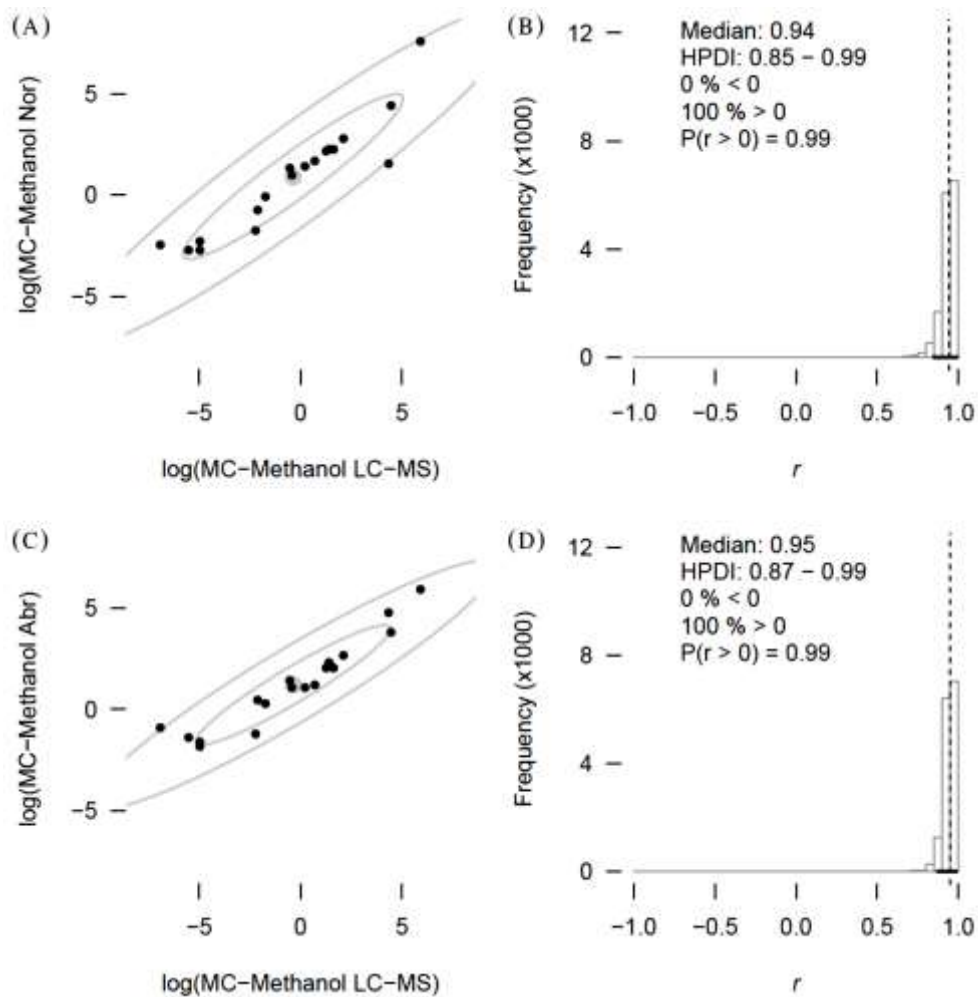 (A)
log(MC−Methanol Nor)
5
0
−5
−5 0 5
log(MC−Methanol LC−MS)
(B)
Median: 0.94
HPDI: 0.85 − 0.99
0 % < 0
100 % > 0
P(r > 0) = 0.99
Frequency (x1000)
12
8
4
0
−1.0 −0.5 0.0 0.5 1.0
r
(C)
log(MC−Methanol Abr)
5
0
−5
−5 0 5
log(MC−Methanol LC−MS)
(D)
Median: 0.95
HPDI: 0.87 − 0.99
0 % < 0
100 % > 0
P(r > 0) = 0.99
Frequency (x1000)
12
8
4
0
−1.0 −0.5 0.0 0.5 1.0
r